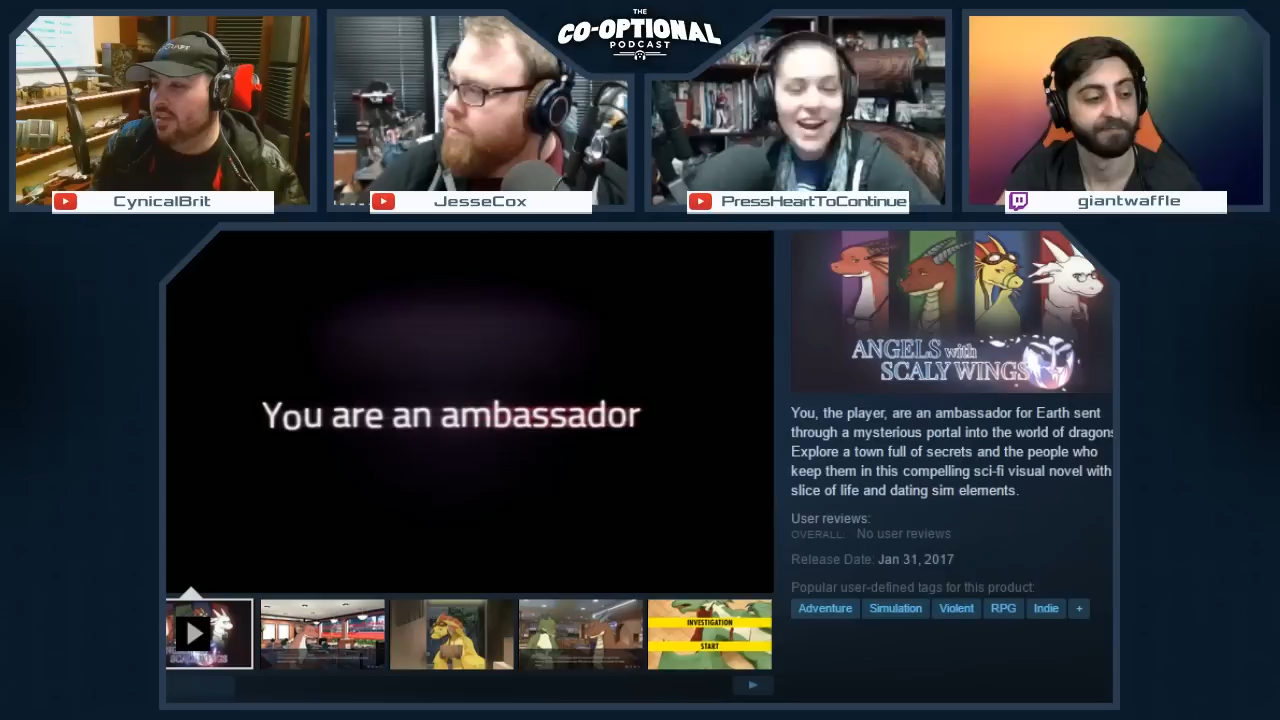 THE
CO-OPTIONAL
PODCAST
CynicalBrit
JesseCox
PressHeartToContinue
giantwaffle
You are an ambassador
ANGELS with
SCALY WINGS
You, the player, are an ambassador for Earth sent
through a mysterious portal into the world of dragons
Explore a town full of secrets and the people who
keep them in this compelling sci-fi visual novel with
slice of life and dating sim elements.
User reviews:
OVERALL: No user reviews
Release Date: Jan 31, 2017
Popular user-defined tags for this product:
Adventure Simulation Violent RPG Indie +
INVESTIGATION
START